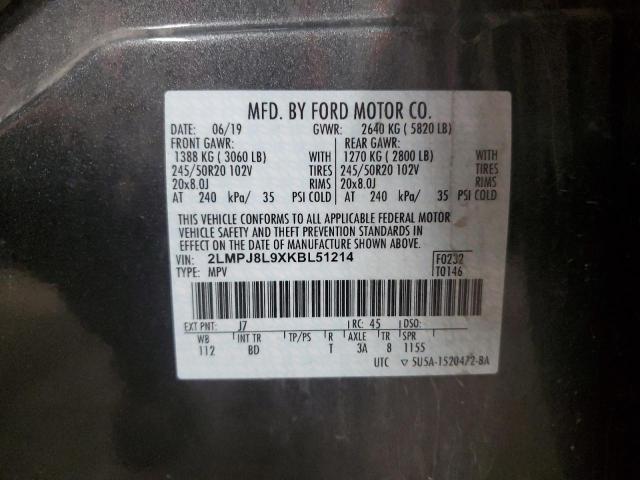 MFD. BY FORD MOTOR CO.
DATE: 06/19 GVWR: 2640 KG ( 5820 LB)
FRONT GAWR: REAR GAWR:
1388 KG ( 3060 LB) WITH 1270 KG ( 2800 LB) WITH
245/50R20 102V TIRES 245/50R20 102V TIRES
20x8.0J RIMS 20x8.0J RIMS
AT 240 kPa/ 35 PSI COLD AT 240 kPa/ 35 PSI COLD
THIS VEHICLE CONFORMS TO ALL APPLICABLE FEDERAL MOTOR
VEHICLE SAFETY AND THEFT PREVENTION STANDARDS IN
EFFECT ON THE DATE OF MANUFACTURE SHOWN ABOVE.
VIN: 2LMPJ8L9XKBL51214 F0232
TYPE: MPV T0146
EXT PNT: J7 RC: 45 DSO:
WB INT TR TP/PS R AXLE TR SPR
112 BD T 3A 8 1155
UTC ▽ 5U5A-1520472-BA